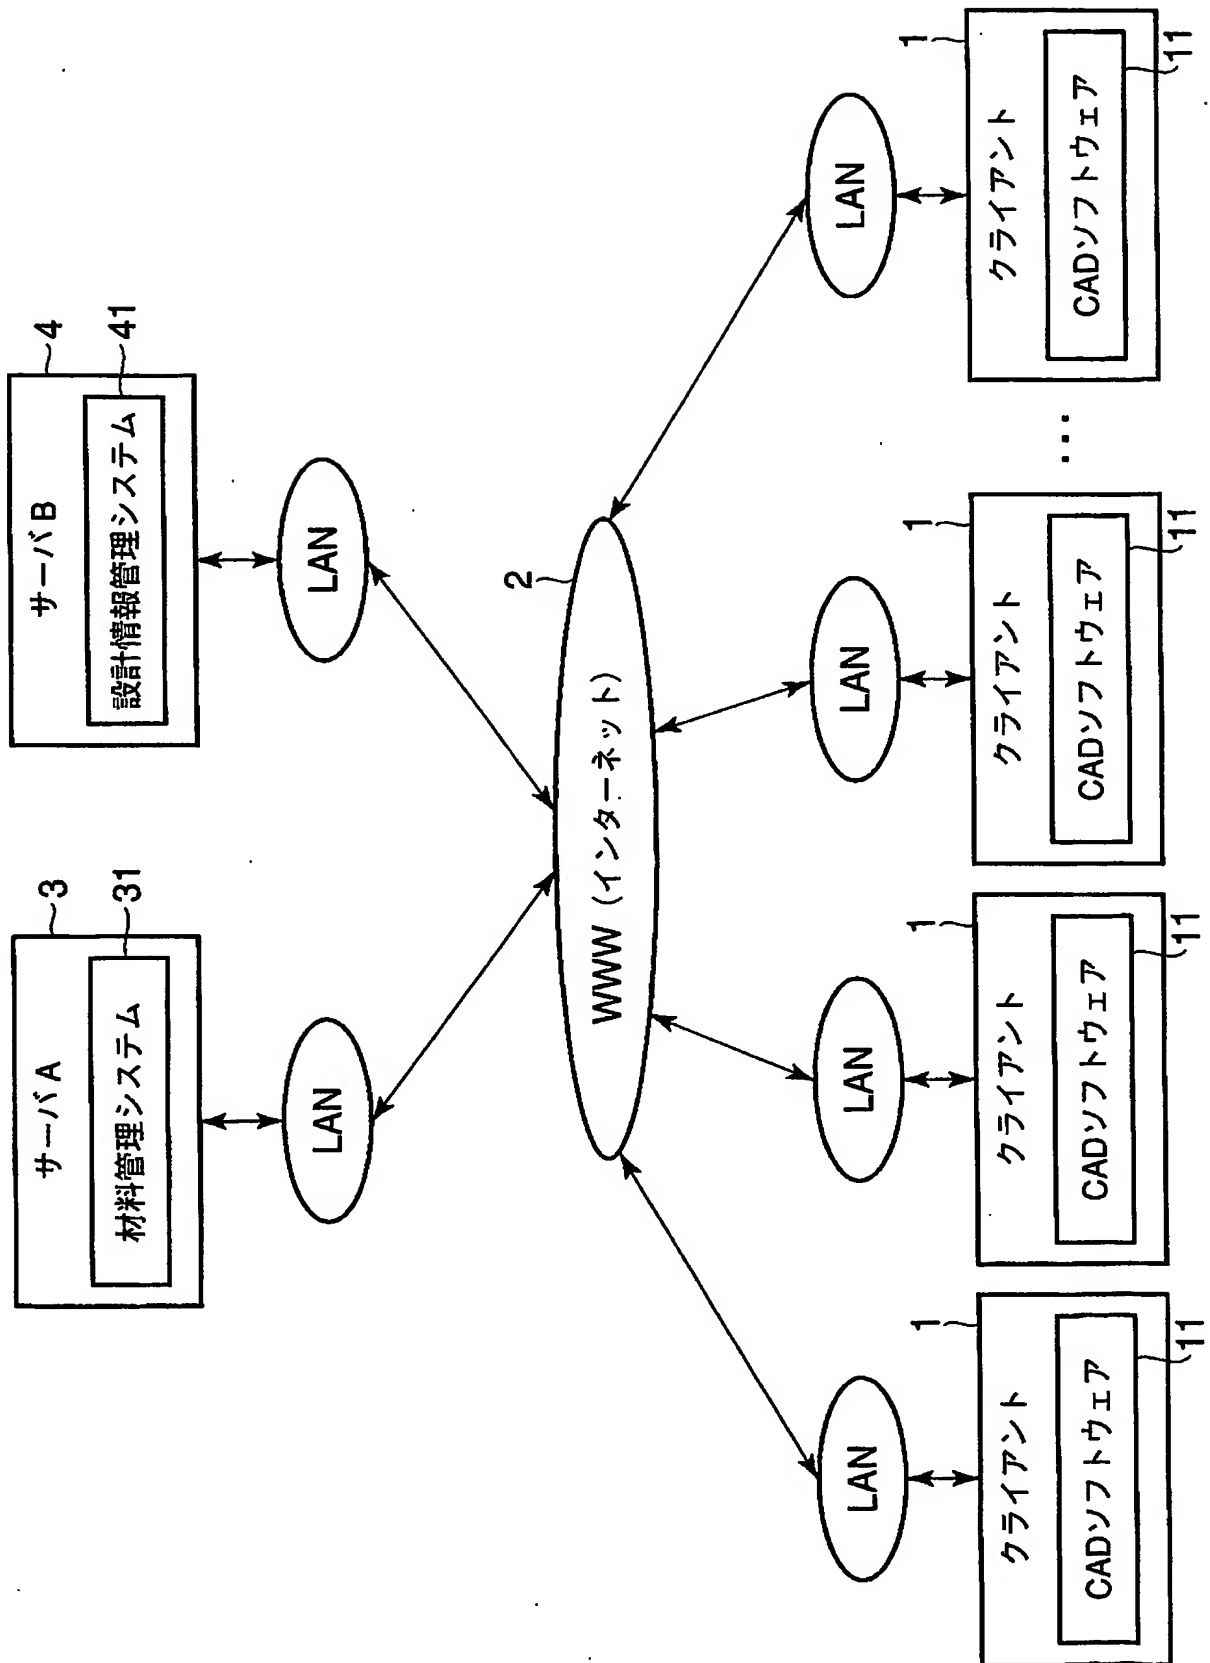 サーバA
3
材料管理システム
31
サーバB
4
設計情報管理システム
41
LAN
LAN
2
WWW（インターネット）
LAN
LAN
LAN
LAN
クライアント
1
CADソフトウェア
11
クライアント
1
CADソフトウェア
11
クライアント
1
CADソフトウェア
11
...
クライアント
1
CADソフトウェア
11